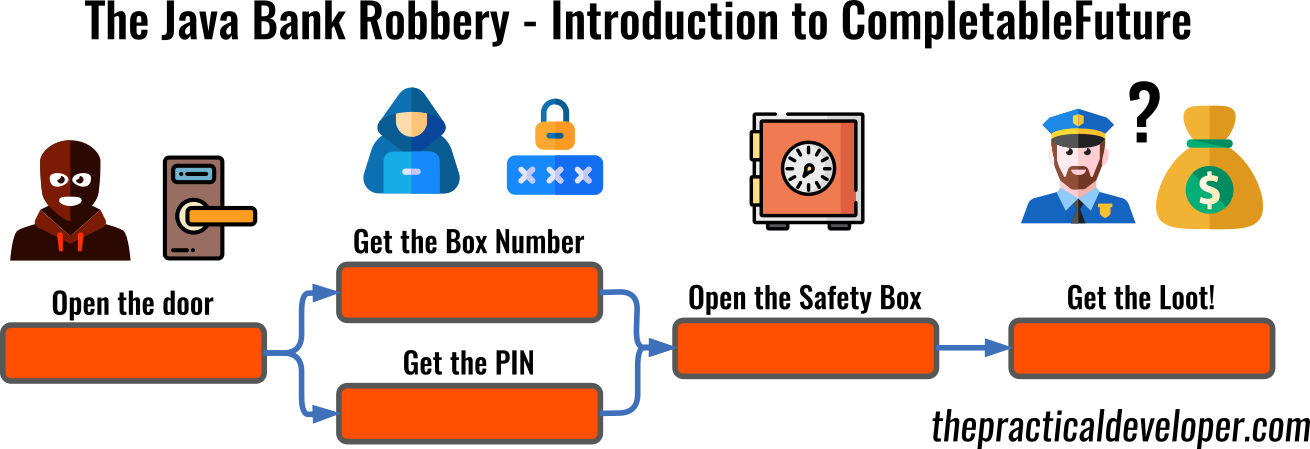 The Java Bank Robbery - Introduction to CompletableFuture
?
$
Get the Box Number
Open the door
Open the Safety Box
Get the Loot!
Get the PIN
thepracticaldeveloper.com